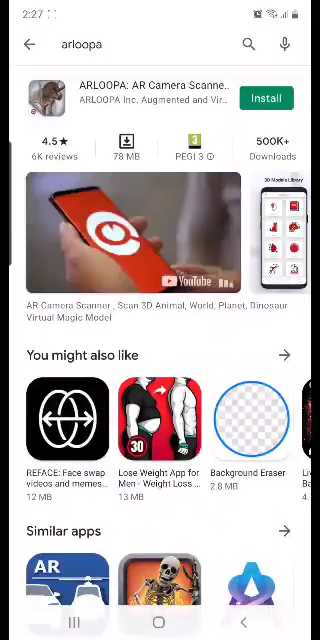 2:27
arloopa
ARLOOPA: AR Camera Scanne..
ARLOOPA Inc. Augmented and Vir...
Install
4.5★
6K reviews
78 MB
3
PEGI 3
500K+
Downloads
YouTube
3D Models Library
AR Camera Scanner , Scan 3D Animal, World, Planet, Dinosaur
Virtual Magic Model
You might also like
30
REFACE: Face swap
videos and memes...
12 MB
Lose Weight App for
Men - Weight Loss ...
13 MB
Background Eraser
2.8 MB
Similar apps
AR